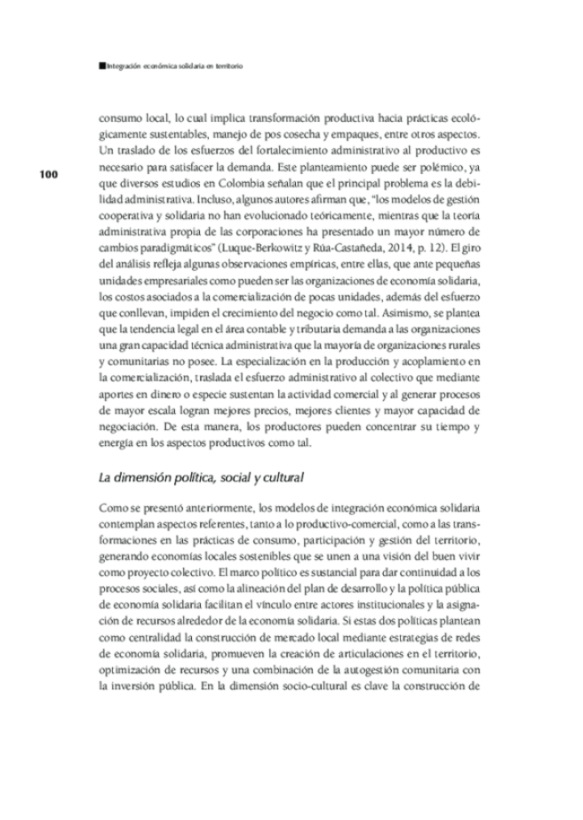 Integración económica solidaria en territorio
consumo local, lo cual implica transformación productiva hacia prácticas ecoló-
gicamente sustentables, manejo de pos cosecha y empaques, entre otros aspectos.
Un traslado de los esfuerzos del fortalecimiento administrativo al productivo es
100
necesario para satisfacer la demanda. Este planteamiento puede ser polémico, ya
que diversos estudios en Colombia señalan que el principal problema es la debi-
lidad administrativa. Incluso, algunos autores afirman que, "los modelos de gestión
cooperativa y solidaria no han evolucionado teóricamente, mientras que la teoría
administrativa propia de las corporaciones ha presentado un mayor número de
cambios paradigmáticos" (Luque-Berkowitz y Rúa-Castañeda, 2014, p. 12). El giro
del análisis refleja algunas observaciones empíricas, entre ellas, que ante pequeñas
unidades empresariales como pueden ser las organizaciones de economía solidaria,
los costos asociados a la comercialización de pocas unidades, además del esfuerzo
que conllevan, impiden el crecimiento del negocio como tal. Asimismo, se plantea
que la tendencia legal en el área contable y tributaria demanda a las organizaciones
una gran capacidad técnica administrativa que la mayoría de organizaciones rurales
y comunitarias no posee. La especialización en la producción y acoplamiento en
la comercialización, traslada el esfuerzo administrativo al colectivo que mediante
aportes en dinero o especie sustentan la actividad comercial y al generar procesos
de mayor escala logran mejores precios, mejores clientes y mayor capacidad de
negociación. De esta manera, los productores pueden concentrar su tiempo y
energía en los aspectos productivos como tal.
La dimensión política, social y cultural
Como se presentó anteriormente, los modelos de integración económica solidaria
contemplan aspectos referentes, tanto a lo productivo-comercial, como a las trans-
formaciones en las prácticas de consumo, participación y gestión del territorio,
generando economías locales sostenibles que se unen a una visión del buen vivir
como proyecto colectivo. El marco político es sustancial para dar continuidad a los
procesos sociales, así como la alineación del plan de desarrollo y la política pública
de economía solidaria facilitan el vínculo entre actores institucionales y la asigna-
ción de recursos alrededor de la economía solidaria. Si estas dos políticas plantean
como centralidad la construcción de mercado local mediante estrategias de redes
de economía solidaria, promueven la creación de articulaciones en el territorio,
optimización de recursos y una combinación de la autogestión comunitaria con
la inversión pública. En la dimensión socio-cultural es clave la construcción de